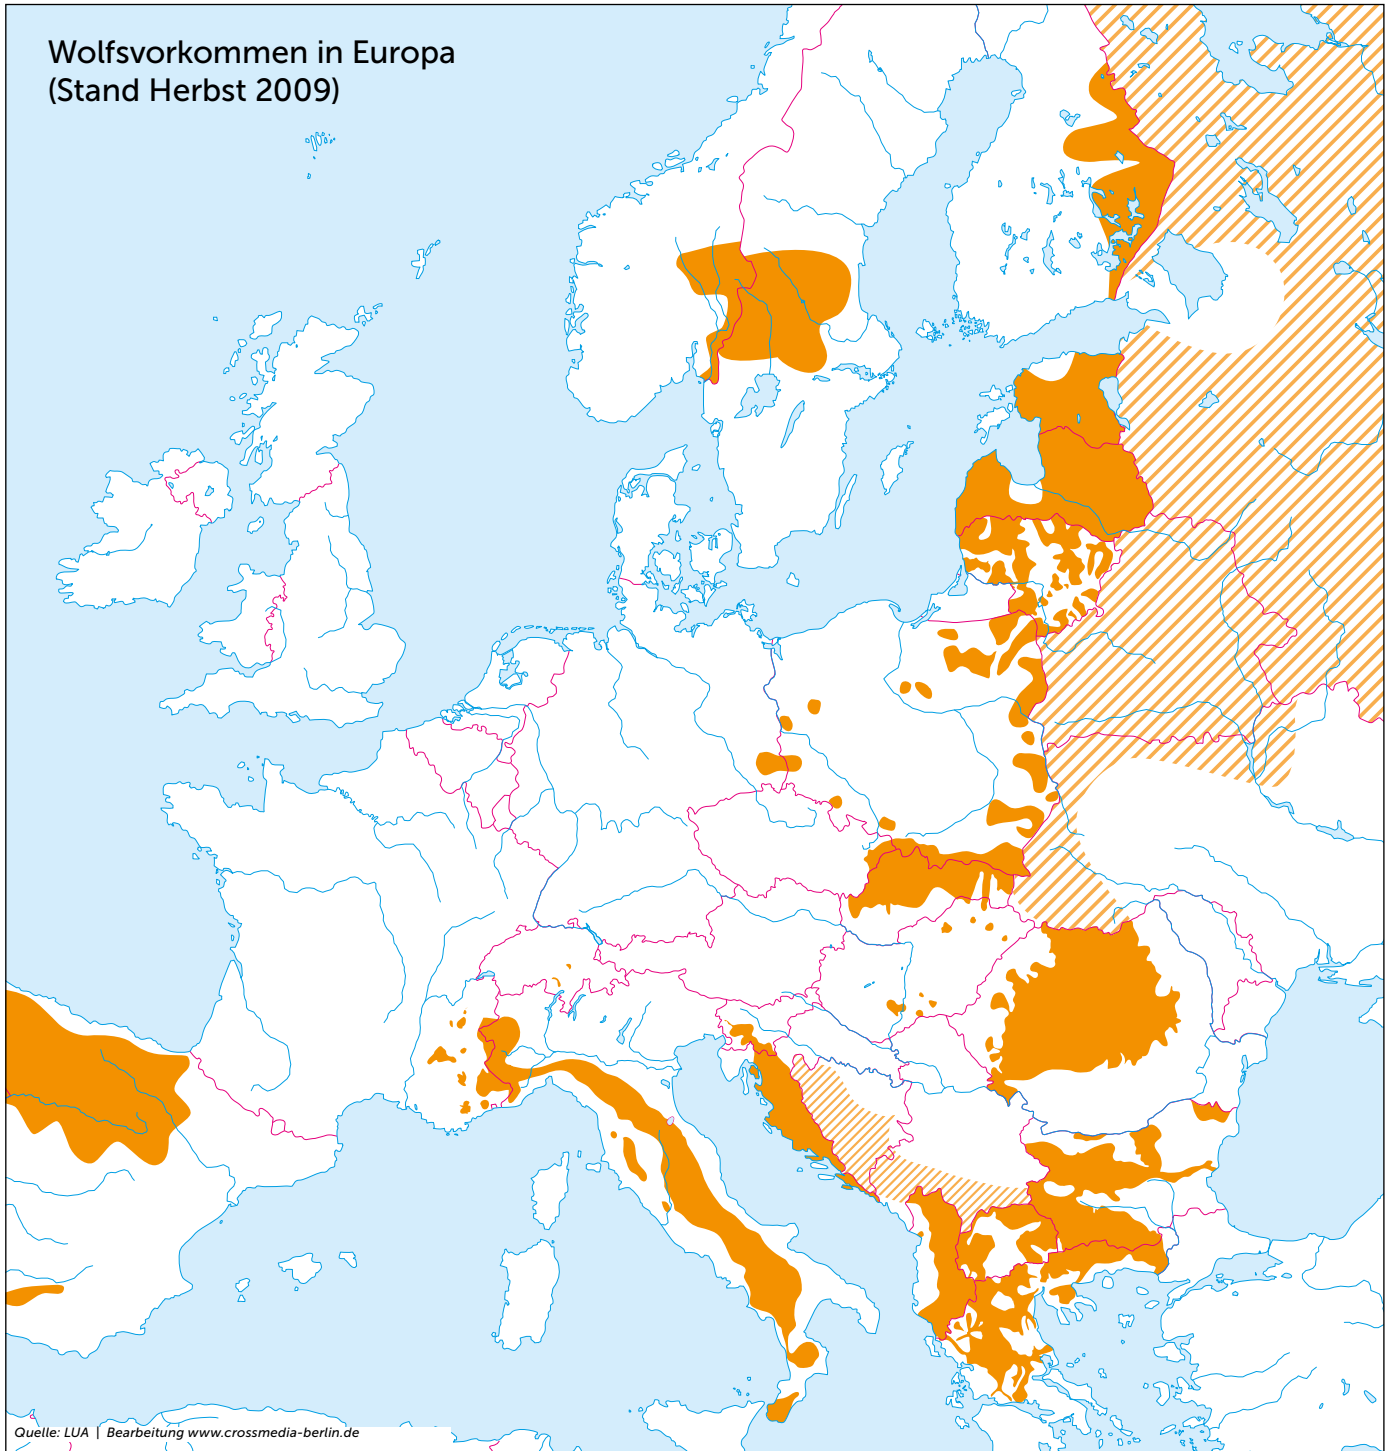 Wolfsvorkommen in Europa
(Stand Herbst 2009)
Quelle: LUA | Bearbeitung www.crossmedia-berlin.de